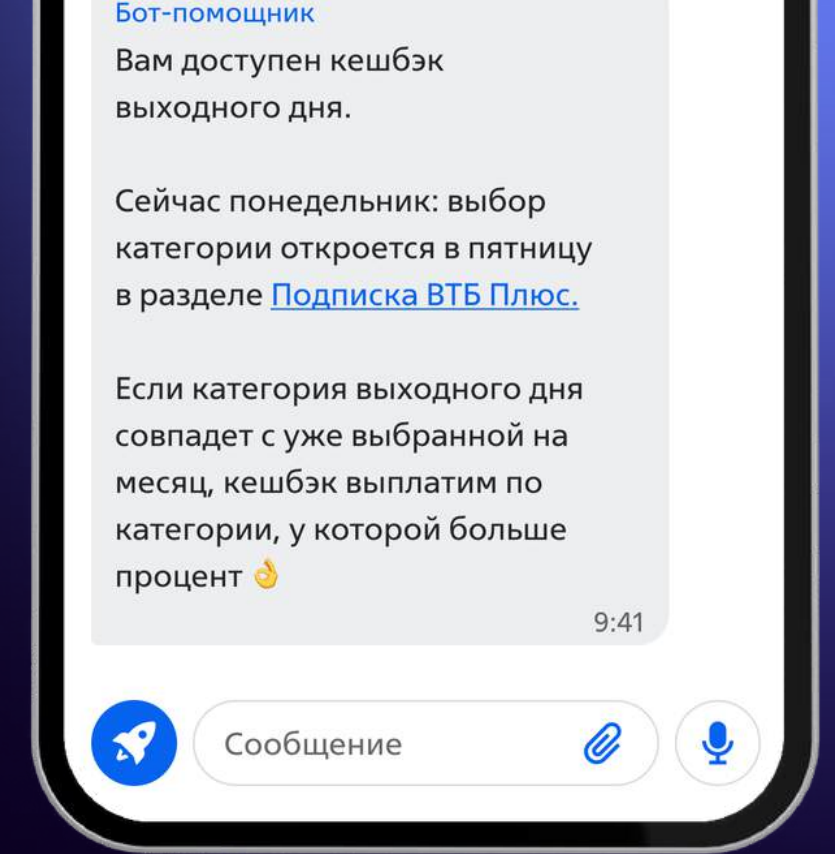 Бот-помощник
Вам доступен кешбэк
выходного дня.
Сейчас понедельник: выбор
категории откроется в пятницу
в разделе Подписка ВТБ Плюс.
Если категория выходного дня
совпадет с уже выбранной на
месяц, кешбэк выплатим по
категории, у которой больше
процент 👌
9:41
Сообщение